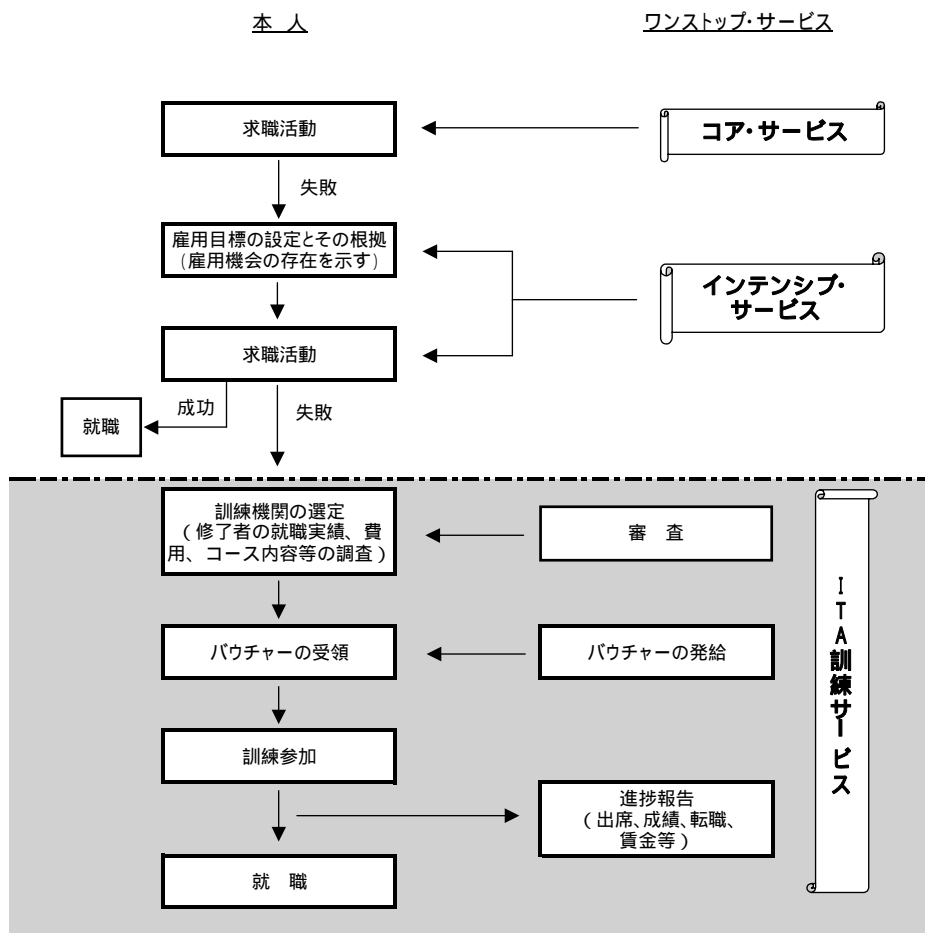 本 人
ワンストップ・サービス
求職活動
コア・サービス
失敗
雇用目標の設定とその根拠
(雇用機会の存在を示す)
インテンシブ・
サービス
求職活動
成功
失敗
就職
訓練機関の選定
(修了者の就職実績、費
用、コース内容等の調査)
審 査
バウチャーの受領
バウチャーの発給
ITA訓練サービス
訓練参加
進捗報告
(出席、成績、転職、
賃金等)
就 職